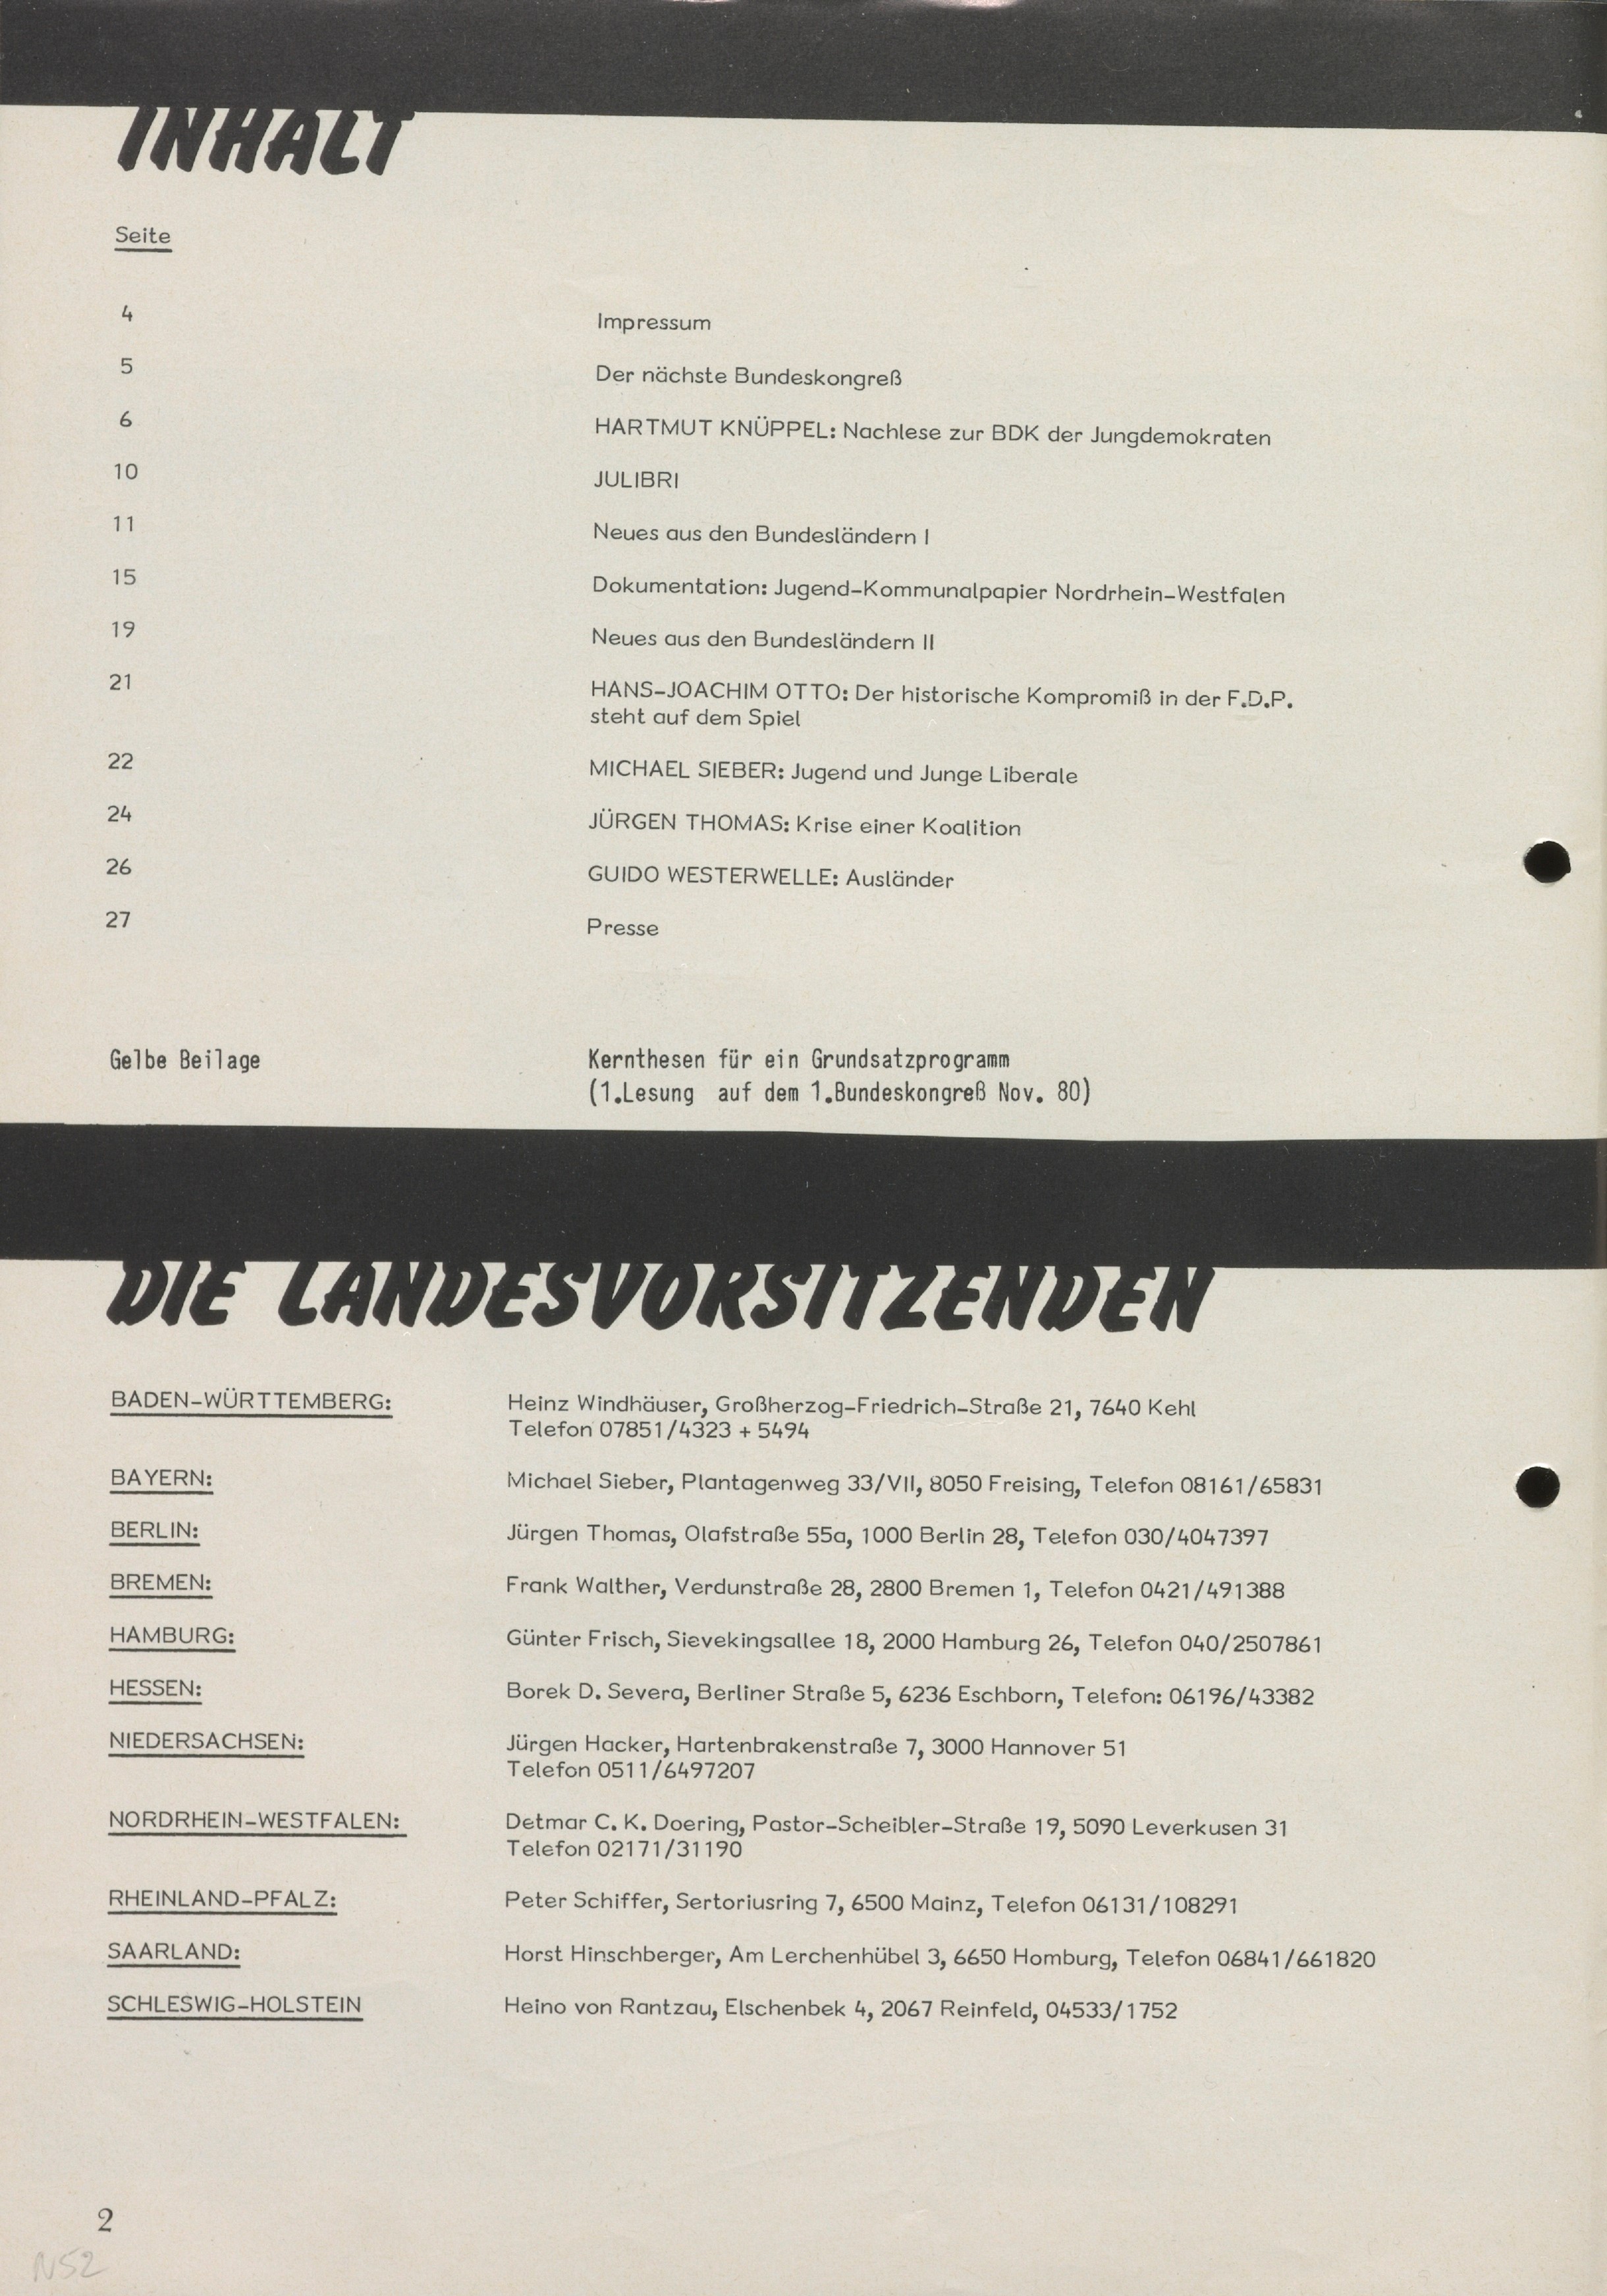 INHALT
Seite
4 Impressum
5 Der nächste Bundeskongreß
6 HARTMUT KNÜPPEL: Nachlese zur BDK der Jungdemokraten
10 JULIBRI
11 Neues aus den Bundesländern I
15 Dokumentation: Jugend-Kommunalpapier Nordrhein-Westfalen
19 Neues aus den Bundesländern II
21 HANS-JOACHIM OTTO: Der historische Kompromiß in der F.D.P.
steht auf dem Spiel
22 MICHAEL SIEBER: Jugend und Junge Liberale
24 JÜRGEN THOMAS: Krise einer Koalition
26 GUIDO WESTERWELLE: Ausländer
27 Presse
Gelbe Beilage Kernthesen für ein Grundsatzprogramm
(1.Lesung auf dem 1.Bundeskongreß Nov. 80)
DIE LANDESVORSITZENDEN
BADEN-WÜRTTEMBERG: Heinz Windhäuser, Großherzog-Friedrich-Straße 21, 7640 Kehl
Telefon 07851/4323 + 5494
BAYERN: Michael Sieber, Plantagenweg 33/VII, 8050 Freising, Telefon 08161/65831
BERLIN: Jürgen Thomas, Olafstraße 55a, 1000 Berlin 28, Telefon 030/4047397
BREMEN: Frank Walther, Verdunstraße 28, 2800 Bremen 1, Telefon 0421/491388
HAMBURG: Günter Frisch, Sievekingsallee 18, 2000 Hamburg 26, Telefon 040/2507861
HESSEN: Borek D. Severa, Berliner Straße 5, 6236 Eschborn, Telefon: 06196/43382
NIEDERSACHSEN: Jürgen Hacker, Hartenbrakenstraße 7, 3000 Hannover 51
Telefon 0511/6497207
NORDRHEIN-WESTFALEN: Detmar C. K. Doering, Pastor-Scheibler-Straße 19, 5090 Leverkusen 31
Telefon 02171/31190
RHEINLAND-PFALZ: Peter Schiffer, Sertoriusring 7, 6500 Mainz, Telefon 06131/108291
SAARLAND: Horst Hinschberger, Am Lerchenhübel 3, 6650 Homburg, Telefon 06841/661820
SCHLESWIG-HOLSTEIN Heino von Rantzau, Elschenbek 4, 2067 Reinfeld, 04533/1752
2
N52